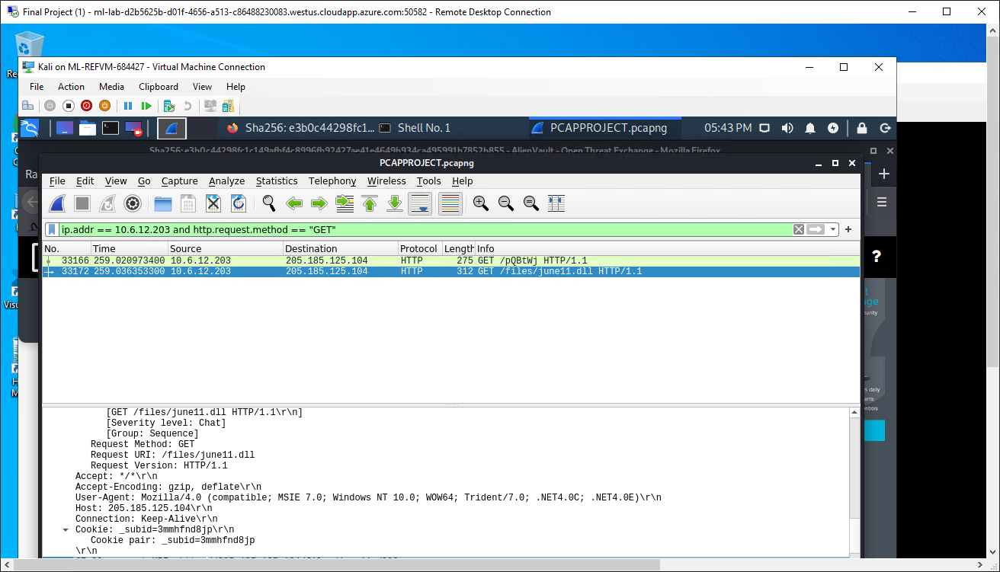 Final Project (1) - ml-lab-d2b5625b-d01f-4656-a513-c86488230083.westus.cloudapp.azure.com:50582 - Remote Desktop Connection
Kali on ML-REFVM-684427 - Virtual Machine Connection
File Action Media Clipboard View Help
Sha256: e3b0c44298fc1... Shell No. 1 PCAPPROJECT.pcapng 05:43 PM
Sha256: e3b0c44298fc1c149afbf4c8996fb92427ae41e4649b934ca495991b7852b855 - AlienVault - Open Threat Exchange - Mozilla Firefox
PCAPPROJECT.pcapng
File Edit View Go Capture Analyze Statistics Telephony Wireless Tools Help
ip.addr == 10.6.12.203 and http.request.method == "GET"
No. Time Source Destination Protocol Length Info
33166 259.020973400 10.6.12.203 205.185.125.104 HTTP 275 GET /pQBtWj HTTP/1.1
33172 259.036353300 10.6.12.203 205.185.125.104 HTTP 312 GET /files/june11.dll HTTP/1.1
[GET /files/june11.dll HTTP/1.1\r\n]
[Severity level: Chat]
[Group: Sequence]
Request Method: GET
Request URI: /files/june11.dll
Request Version: HTTP/1.1
Accept: */*\r\n
Accept-Encoding: gzip, deflate\r\n
User-Agent: Mozilla/4.0 (compatible; MSIE 7.0; Windows NT 10.0; WOW64; Trident/7.0; .NET4.0C; .NET4.0E)\r\n
Host: 205.185.125.104\r\n
Connection: Keep-Alive\r\n
Cookie: _subid=3mmhfnd8jp\r\n
Cookie pair: _subid=3mmhfnd8jp
\r\n